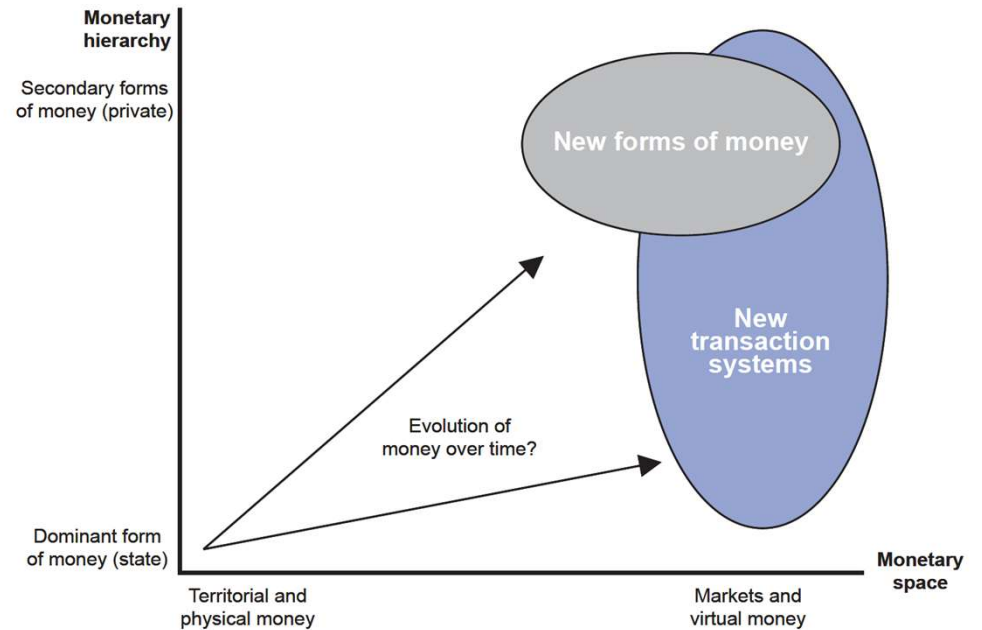 Monetary
hierarchy
Secondary forms
of money (private)
New forms of money
New
transaction
systems
Evolution of
money over time?
Dominant form
of money (state)
Monetary
space
Territorial and
physical money
Markets and
virtual money